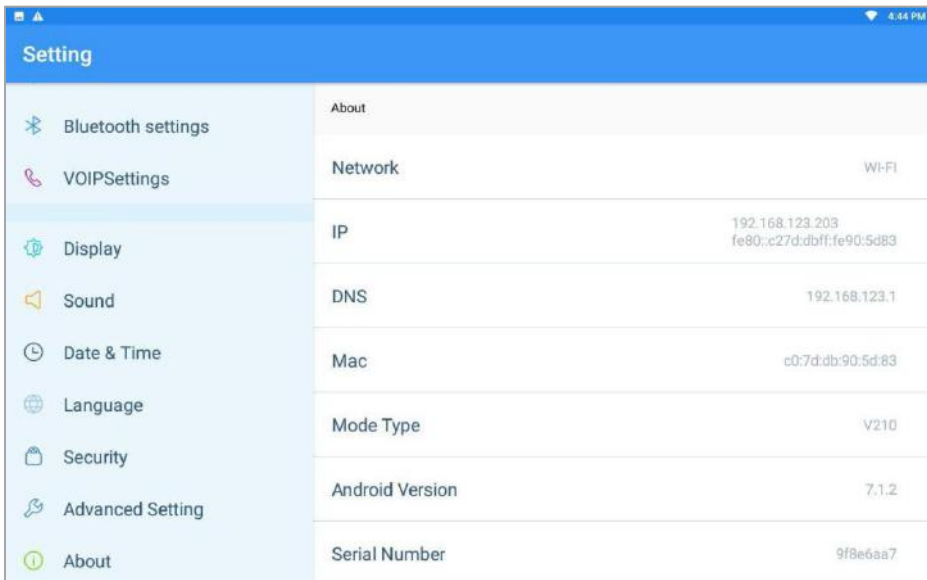 4:44 PM
Setting
Bluetooth settings
VOIPSettings
Display
Sound
Date & Time
Language
Security
Advanced Setting
About
About
Network
WI-FI
IP
192.168.123.203
fe80::c27d:dbff:fe90:5d83
DNS
192.168.123.1
Mac
c0:7d:db:90:5d:83
Mode Type
V210
Android Version
7.1.2
Serial Number
9f8e6aa7